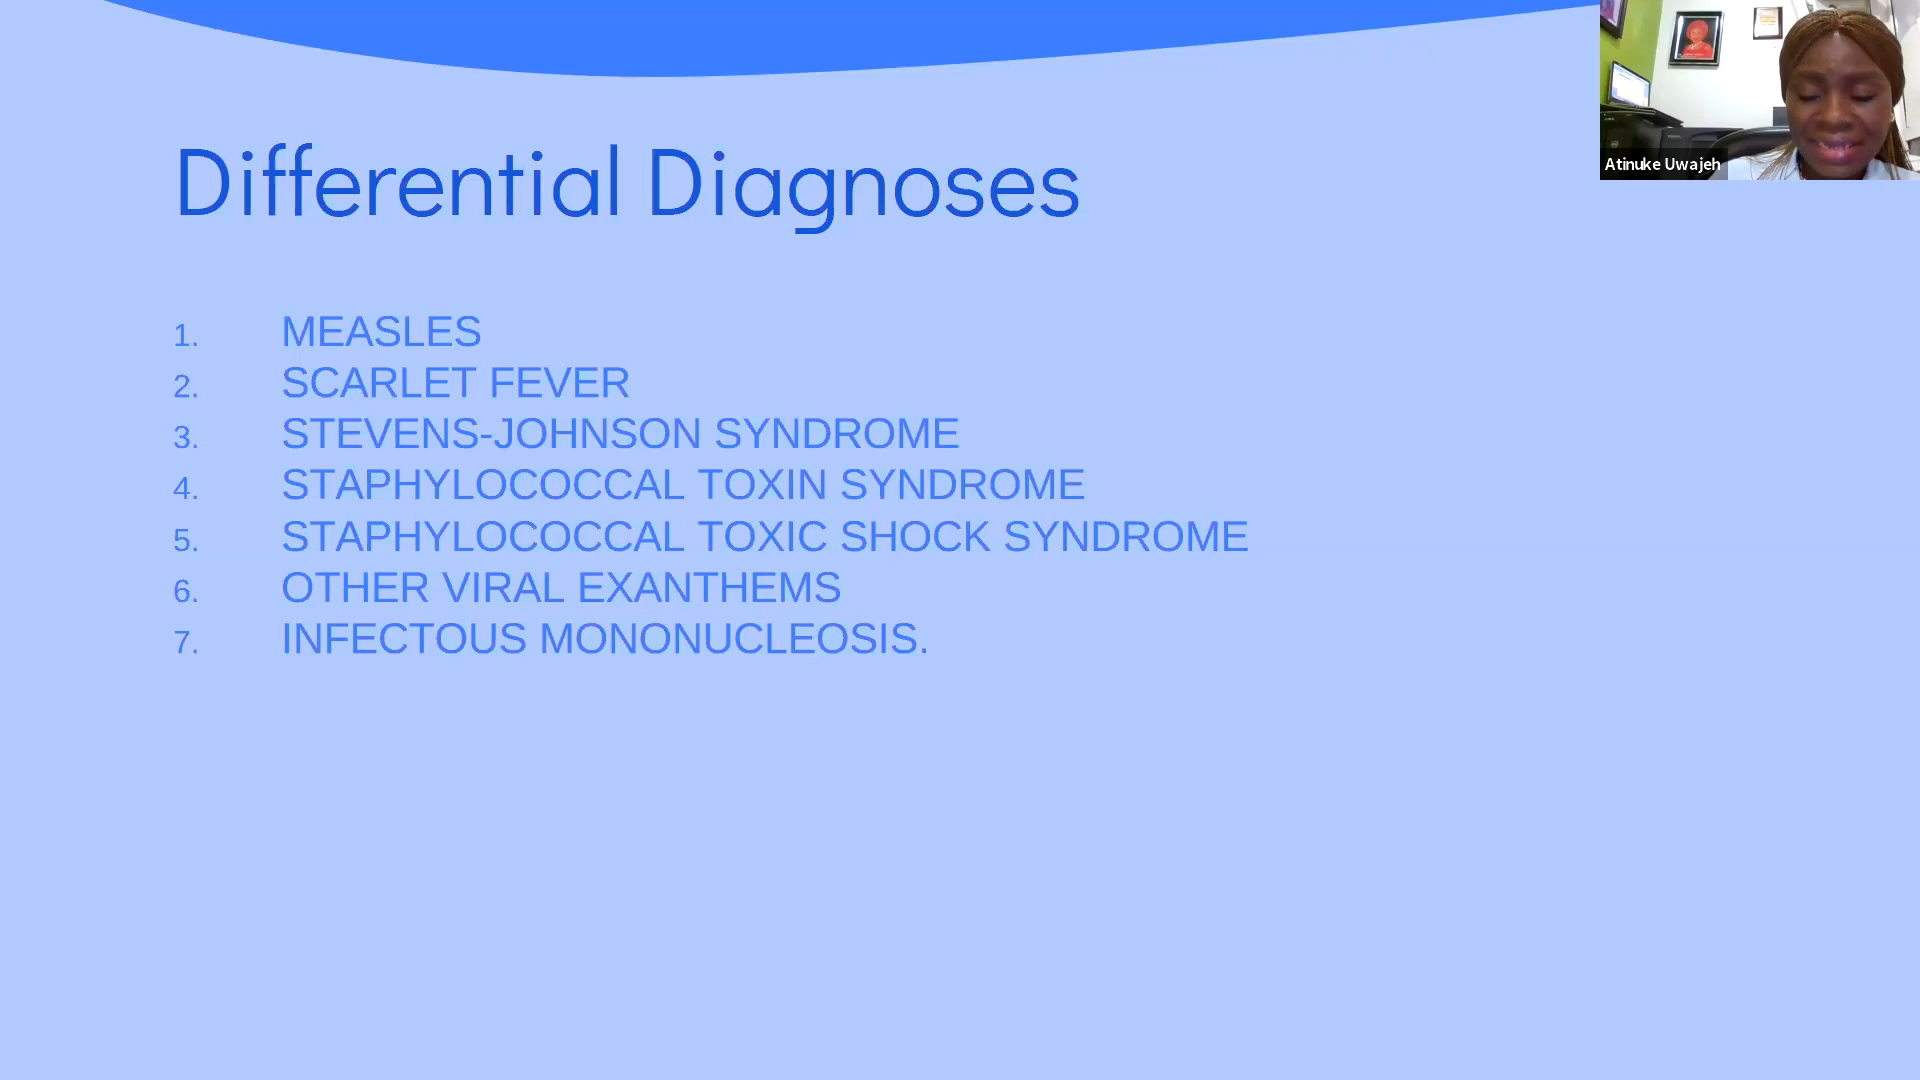 Differential Diagnoses
1. MEASLES
2. SCARLET FEVER
3. STEVENS-JOHNSON SYNDROME
4. STAPHYLOCOCCAL TOXIN SYNDROME
5. STAPHYLOCOCCAL TOXIC SHOCK SYNDROME
6. OTHER VIRAL EXANTHEMS
7. INFECTOUS MONONUCLEOSIS.
Atinuke Uwajeh